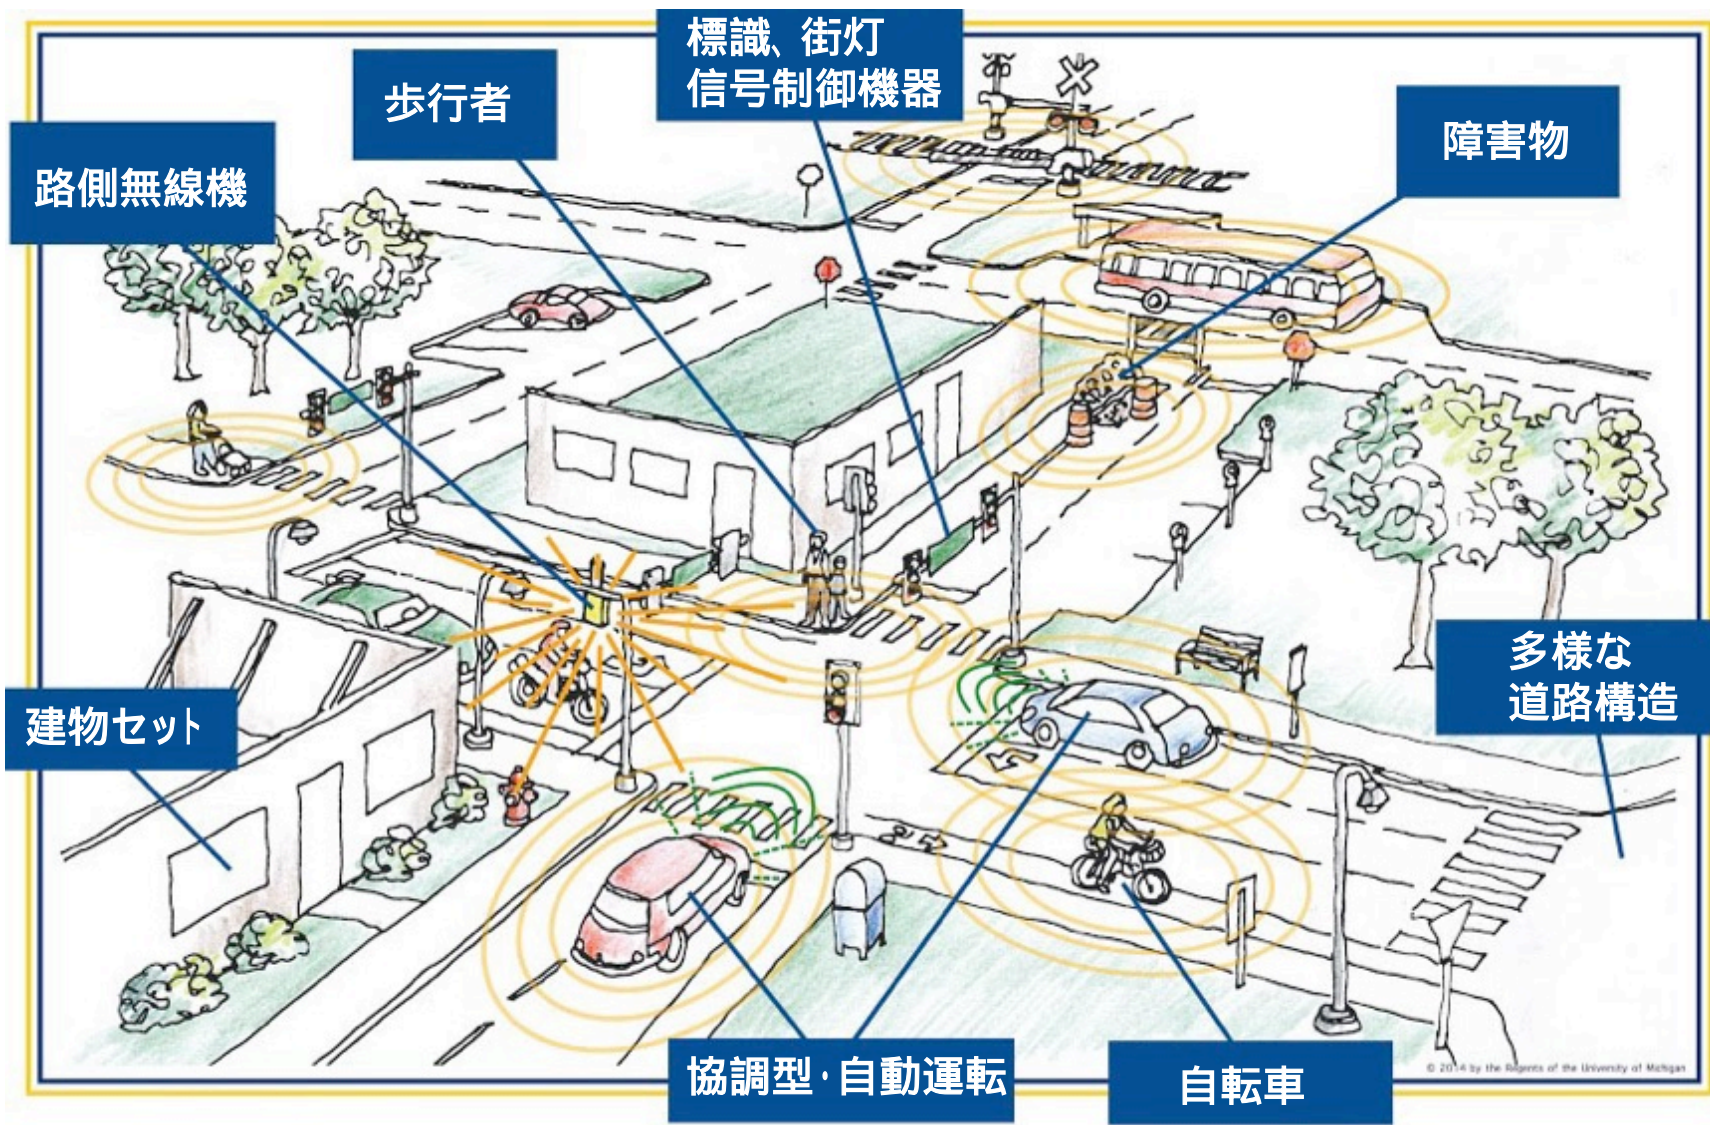 標識、街灯
信号制御機器
歩行者
障害物
路側無線機
多様な
道路構造
建物セット
協調型・自動運転
自転車
© 2014 by the Regents of the University of Michigan